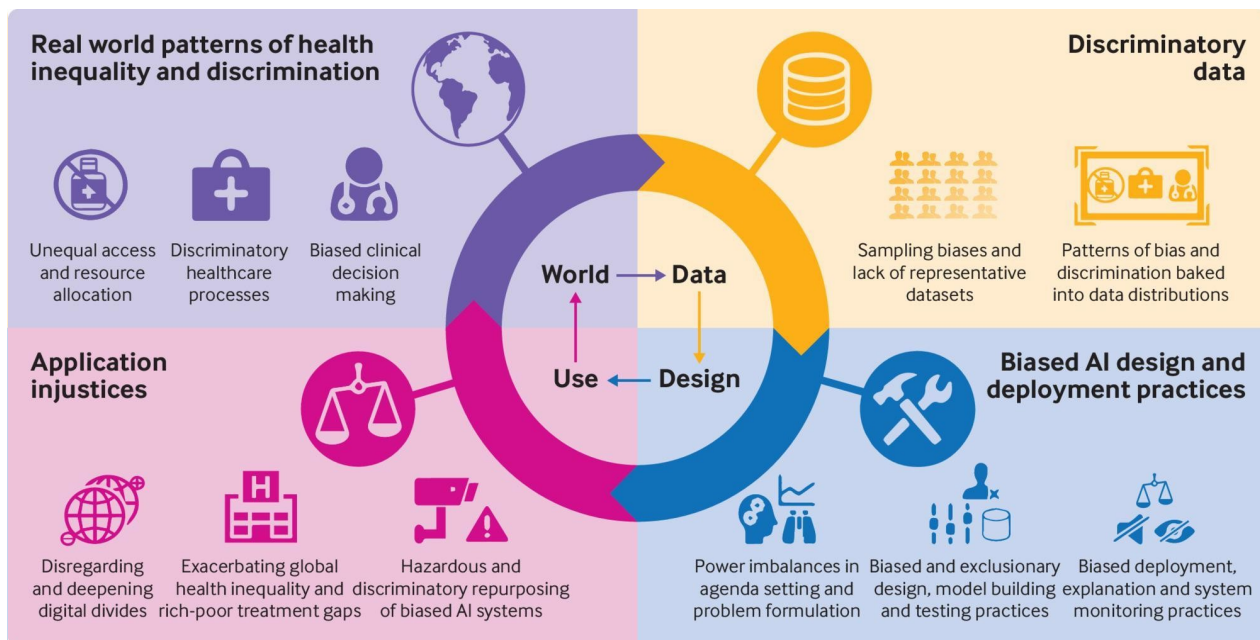 Real world patterns of health
inequality and discrimination
Unequal access
and resource
allocation
Discriminatory
healthcare
processes
Biased clinical
decision
making
Discriminatory
data
Sampling biases and
lack of representative
datasets
Patterns of bias and
discrimination baked
into data distributions
World
Data
Use
Design
Application
injustices
Disregarding
and deepening
digital divides
H
Exacerbating global
health inequality and
rich-poor treatment gaps
Hazardous and
discriminatory repurposing
of biased AI systems
Biased AI design and
deployment practices
Power imbalances in
agenda setting and
problem formulation
Biased and exclusionary
design, model building
and testing practices
Biased deployment,
explanation and system
monitoring practices